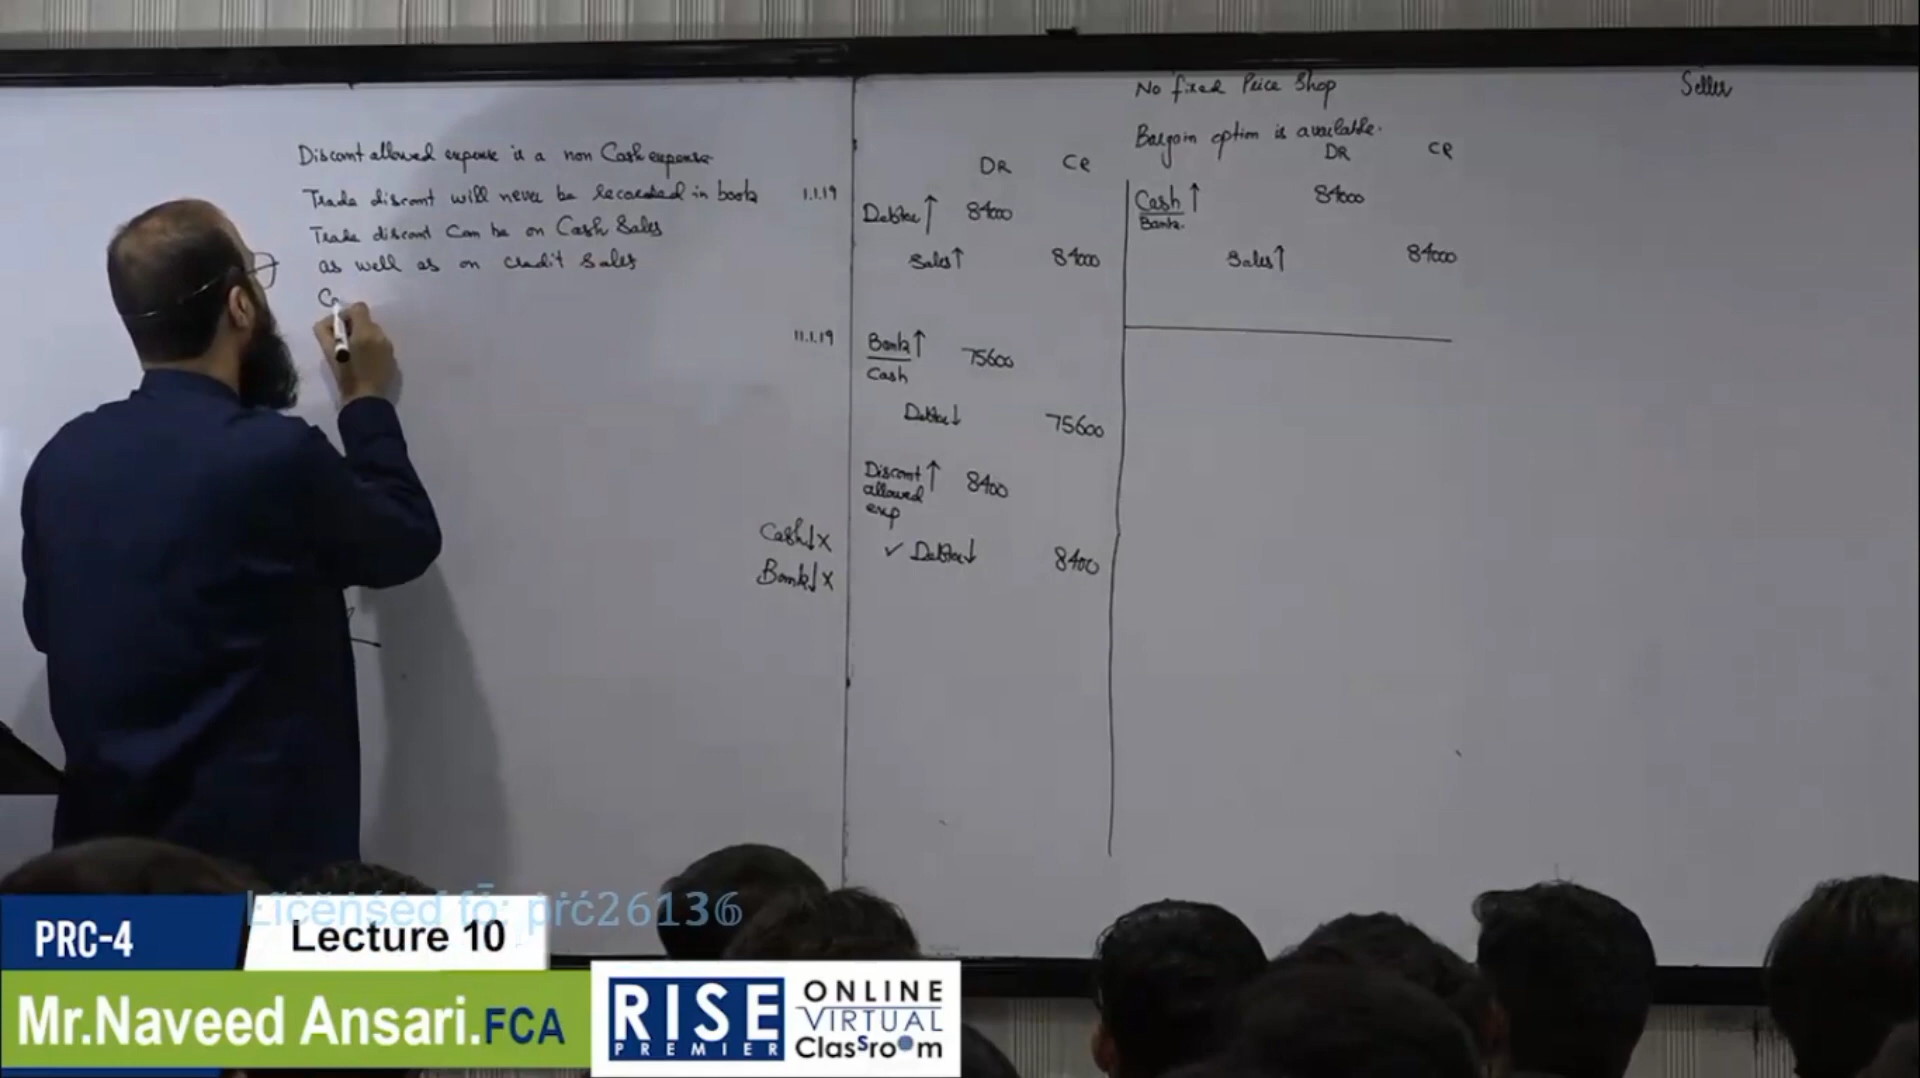 Discount allowed expense is a non Cash expense
Trade discount will never be recorded in books
Trade discount Can be on Cash Sales
as well as on credit Sales
1.1.19
DR CR
Debtor↑ 84000
Sales↑ 84000
11.1.19
Bank↑ 75600
Cash
Debtor↓ 75600
Discount↑ 8400
allowed
exp
Cash↓x
✓ Debtor↓ 8400
Bank↓x
No fixed Price Shop
Bargain option is available.
DR CR
Cash↑ 84000
Bank.
Sales↑ 84000
Seller
Licensed to: prc26136
PRC-4
Lecture 10
Mr.Naveed Ansari.FCA
RISE
PREMIER
ONLINE
VIRTUAL
Classroom